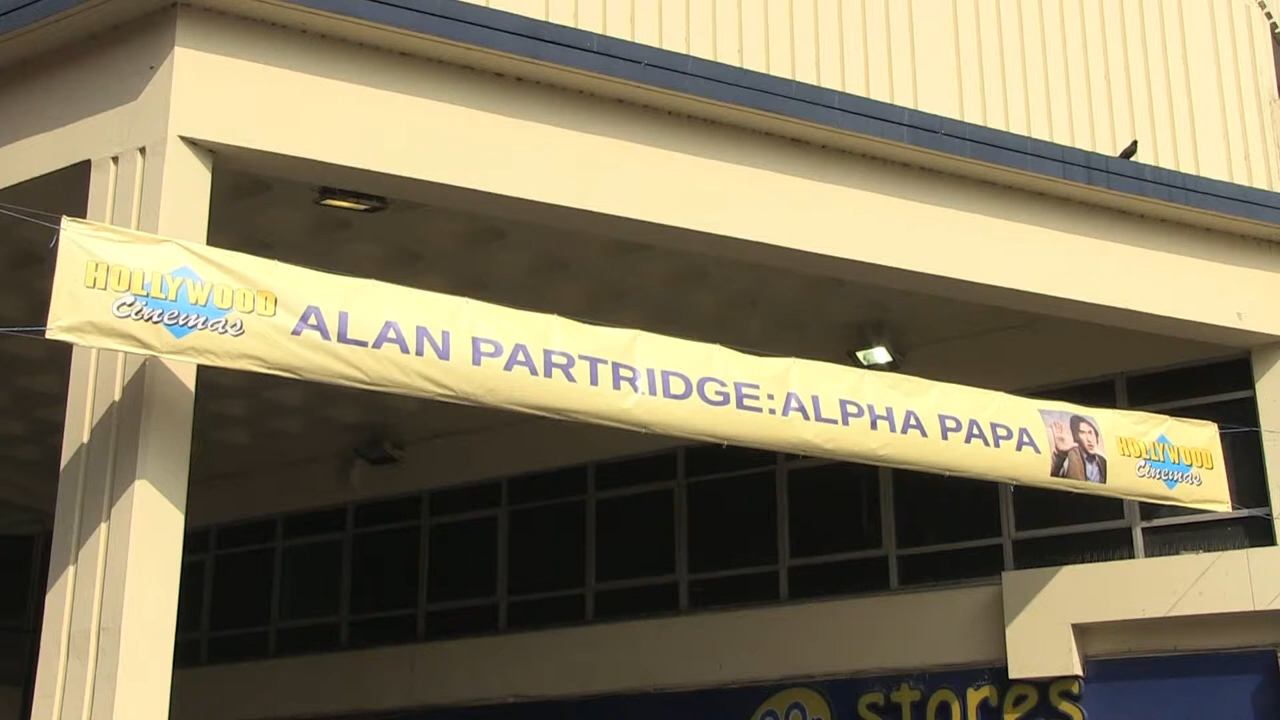 HOLLYWOOD
Cinemas
ALAN PARTRIDGE:ALPHA PAPA
HOLLYWOOD
Cinemas
stores